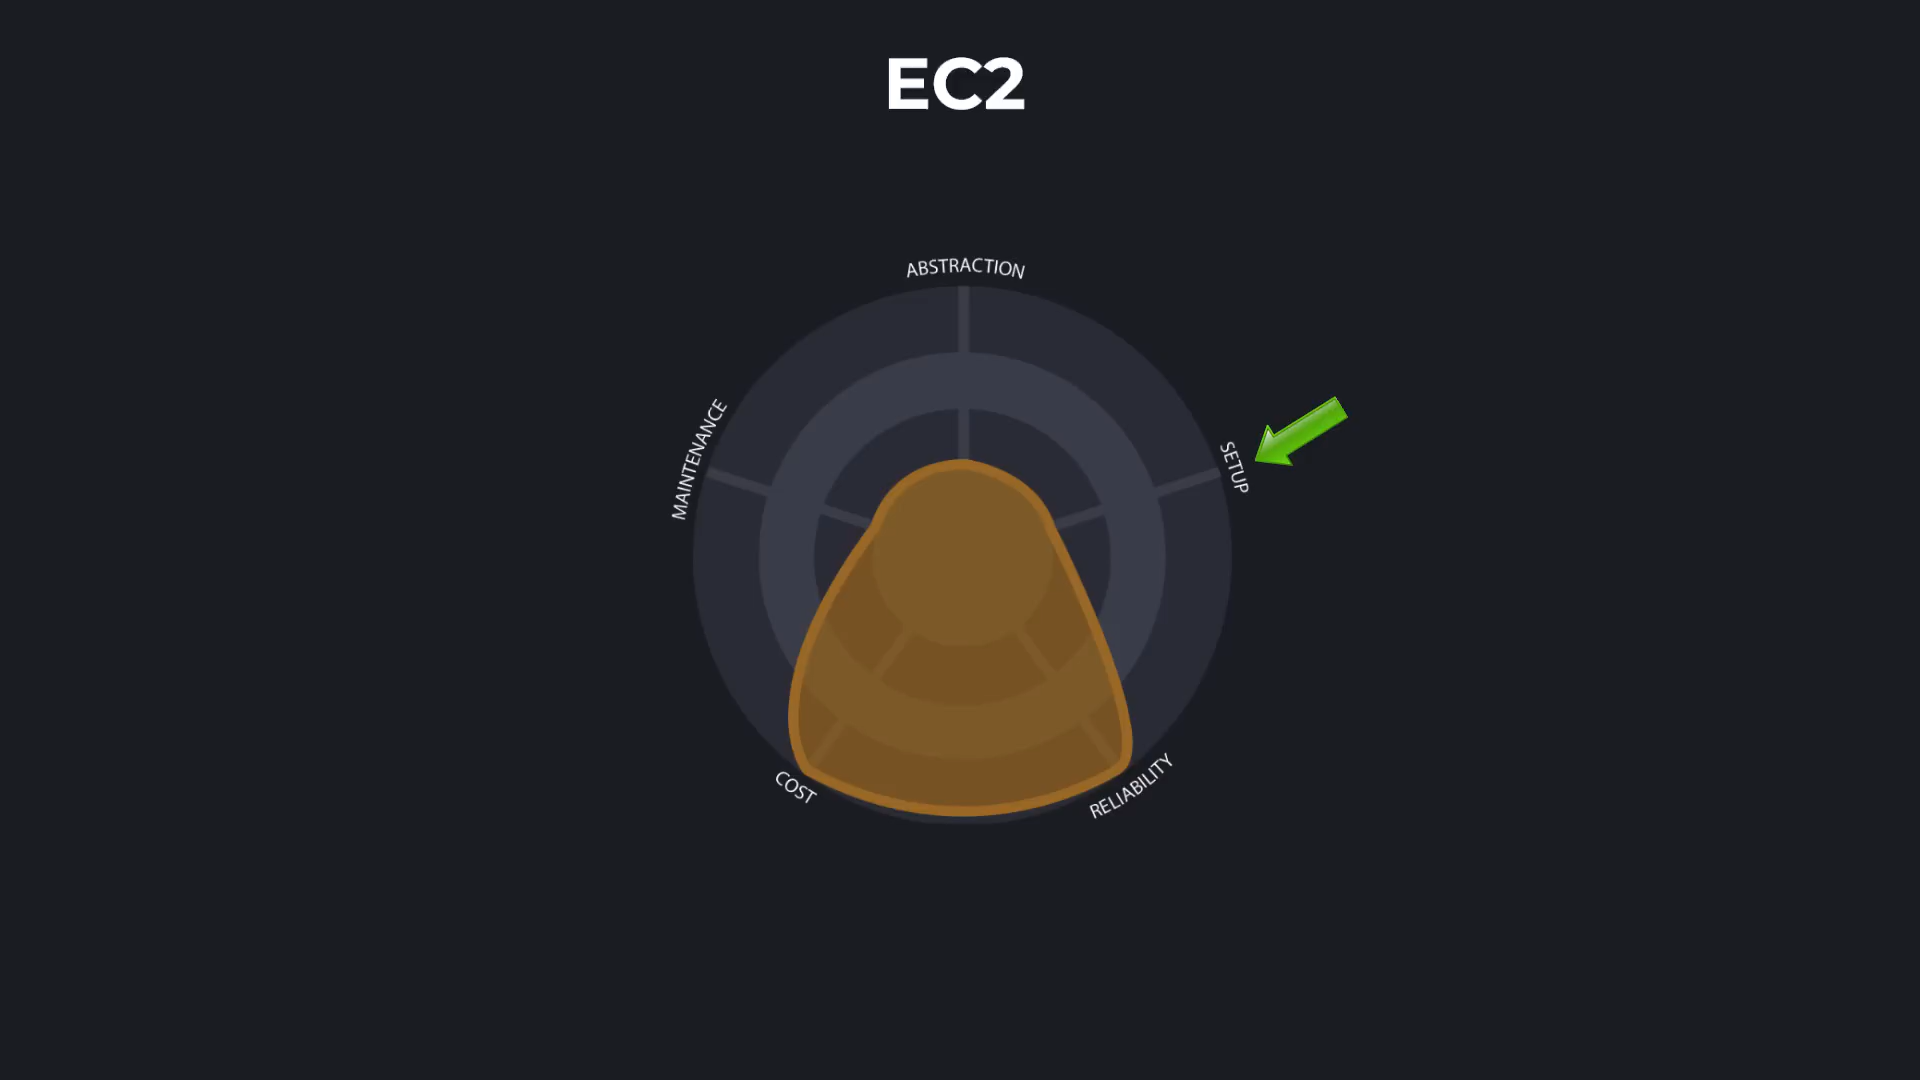 EC2
ABSTRACTION
MAINTENANCE
SETUP
COST
RELIABILITY